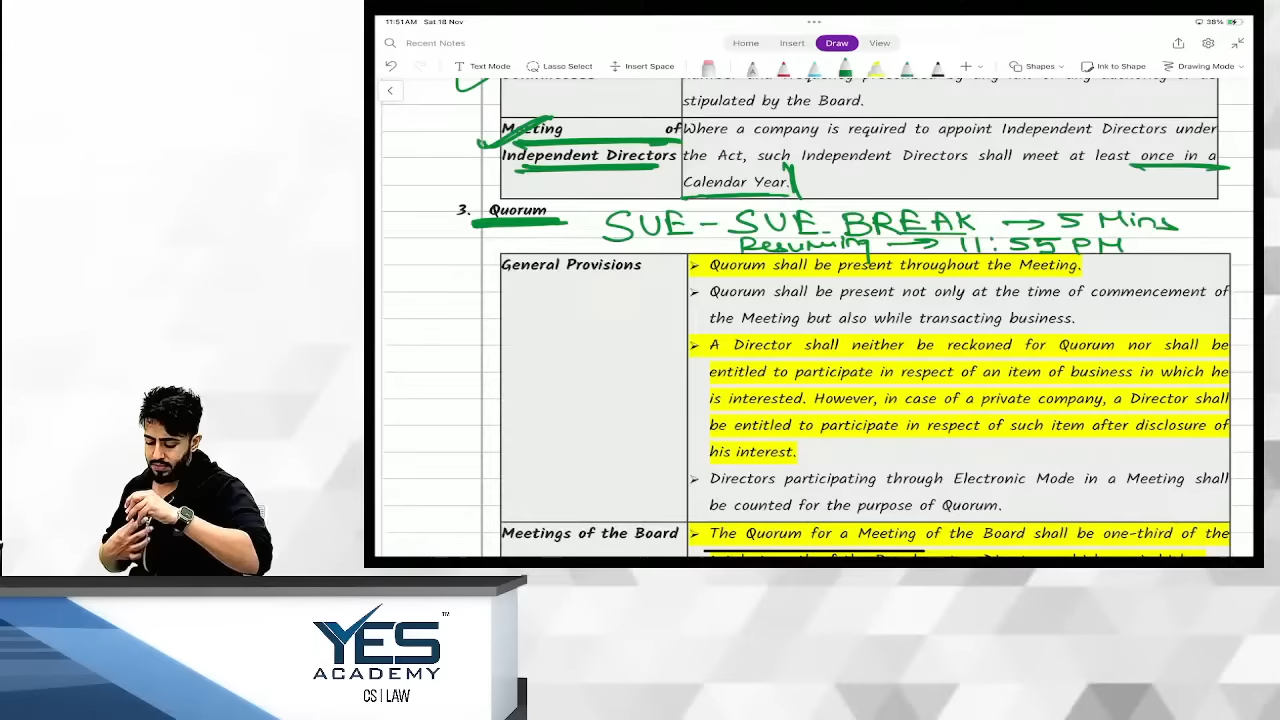 11:51 AM Sat 18 Nov
38%
Recent Notes
Home Insert Draw View
Text Mode Lasso Select Insert Space Shapes Ink to Shape Drawing Mode
stipulated by the Board.
Meeting of Independent Directors
Where a company is required to appoint Independent Directors under
the Act, such Independent Directors shall meet at least once in a
Calendar Year.
3. Quorum
SUE-SUE BREAK → 5 Mins
Resuming → 11:55 PM
General Provisions
➢ Quorum shall be present throughout the Meeting.
➢ Quorum shall be present not only at the time of commencement of
the Meeting but also while transacting business.
➢ A Director shall neither be reckoned for Quorum nor shall be
entitled to participate in respect of an item of business in which he
is interested. However, in case of a private company, a Director shall
be entitled to participate in respect of such item after disclosure of
his interest.
➢ Directors participating through Electronic Mode in a Meeting shall
be counted for the purpose of Quorum.
Meetings of the Board
➢ The Quorum for a Meeting of the Board shall be one-third of the
YES
ACADEMY
CS | LAW
TM